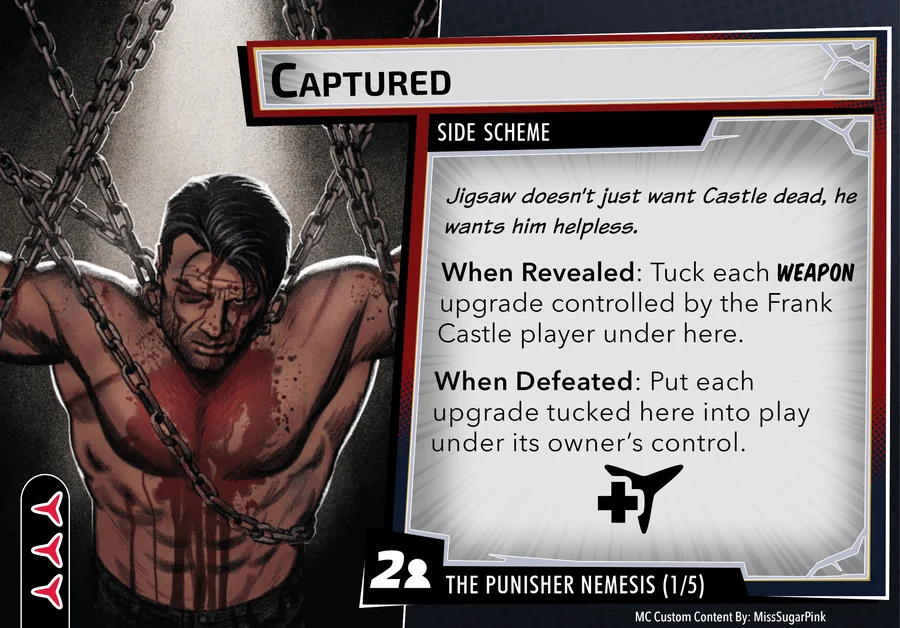 CAPTURED
SIDE SCHEME
Jigsaw doesn't just want Castle dead, he
wants him helpless.
When Revealed: Tuck each WEAPON
upgrade controlled by the Frank
Castle player under here.
When Defeated: Put each
upgrade tucked here into play
under its owner’s control.
2
THE PUNISHER NEMESIS (1/5)
MC Custom Content By: MissSugarPink